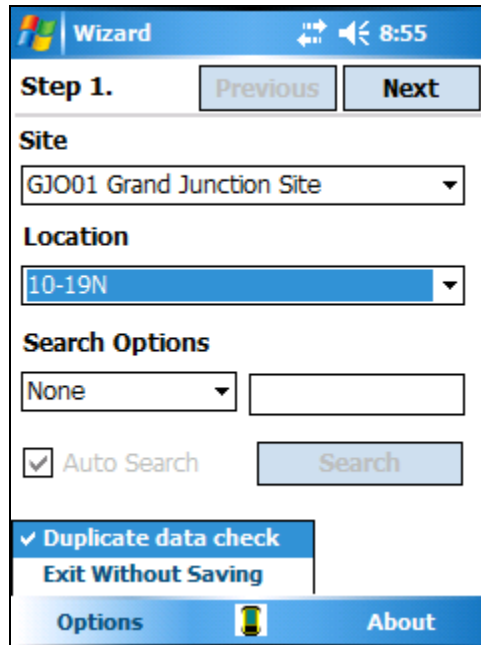 Wizard 8:55
Step 1. Previous Next
Site
GJO01 Grand Junction Site
Location
10-19N
Search Options
None
Auto Search Search
Duplicate data check
Exit Without Saving
Options About